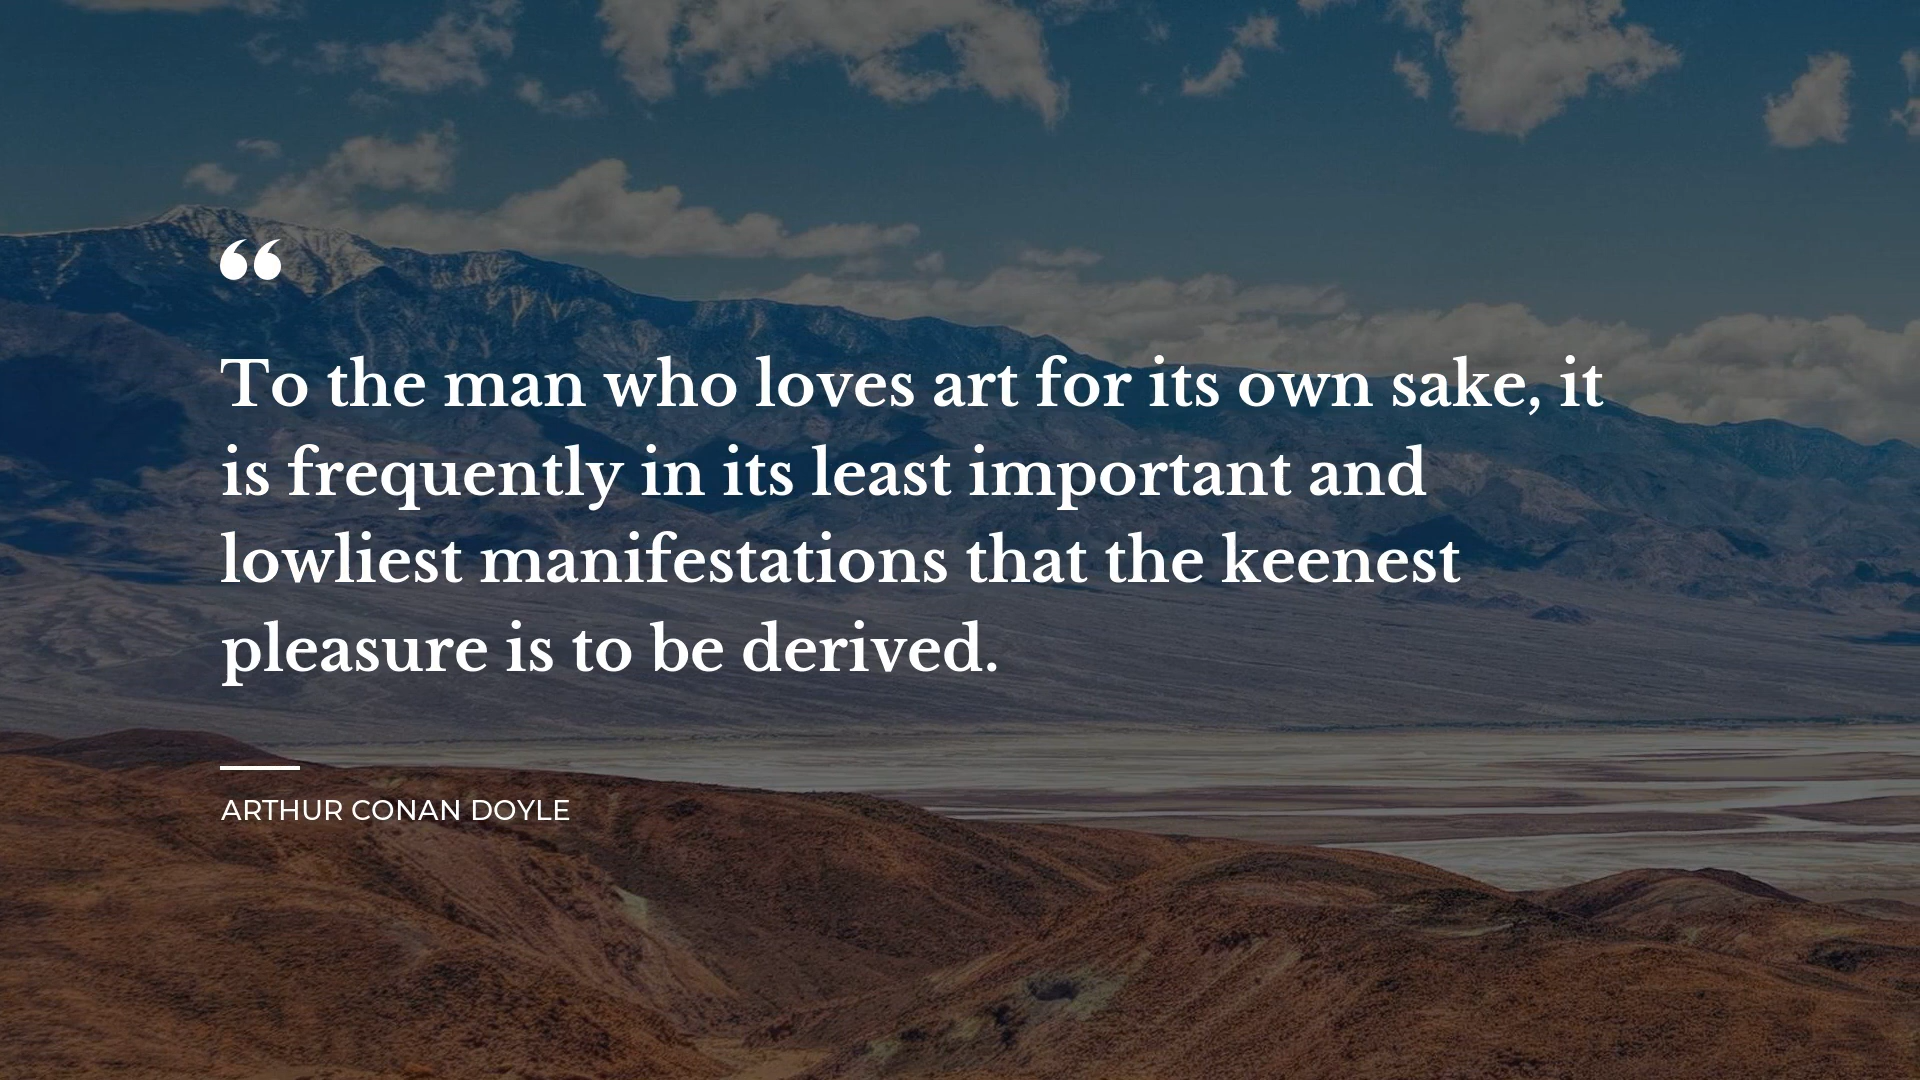 “
To the man who loves art for its own sake, it
is frequently in its least important and
lowliest manifestations that the keenest
pleasure is to be derived.
ARTHUR CONAN DOYLE